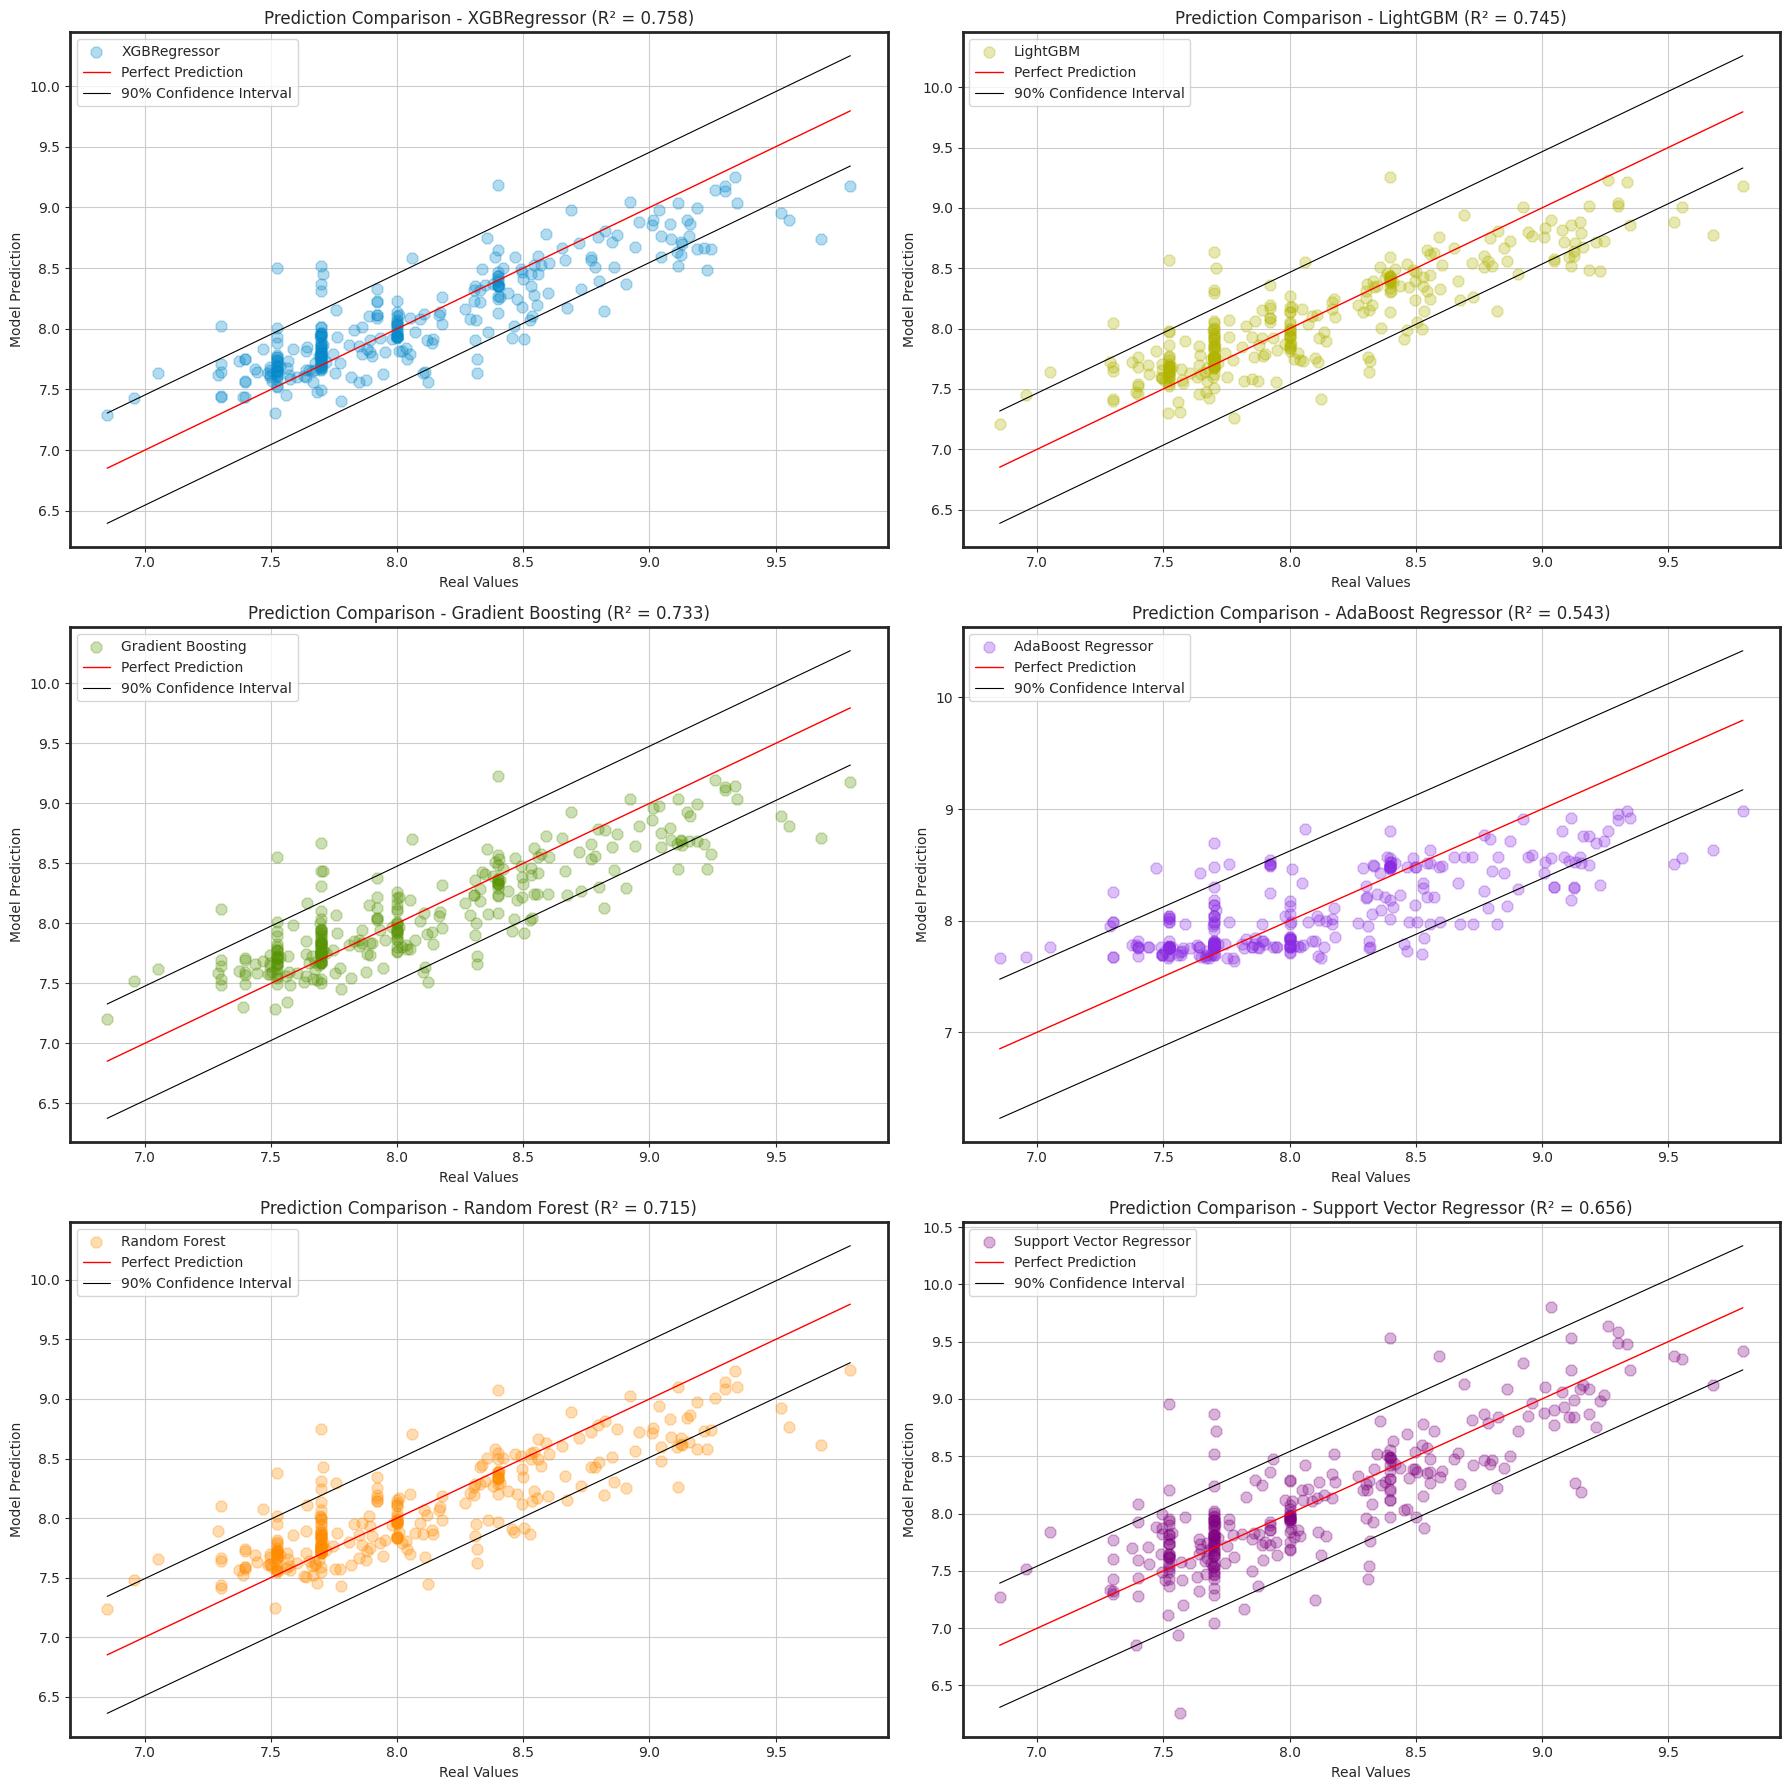 Prediction Comparison - XGBRegressor (R² = 0.758)
XGBRegressor
Perfect Prediction
90% Confidence Interval
10.0
9.5
9.0
8.5
8.0
7.5
7.0
6.5
Model Prediction
7.0 7.5 8.0 8.5 9.0 9.5
Real Values
Prediction Comparison - LightGBM (R² = 0.745)
LightGBM
Perfect Prediction
90% Confidence Interval
10.0
9.5
9.0
8.5
8.0
7.5
7.0
6.5
Model Prediction
7.0 7.5 8.0 8.5 9.0 9.5
Real Values
Prediction Comparison - Gradient Boosting (R² = 0.733)
Gradient Boosting
Perfect Prediction
90% Confidence Interval
10.0
9.5
9.0
8.5
8.0
7.5
7.0
6.5
Model Prediction
7.0 7.5 8.0 8.5 9.0 9.5
Real Values
Prediction Comparison - AdaBoost Regressor (R² = 0.543)
AdaBoost Regressor
Perfect Prediction
90% Confidence Interval
10
9
8
7
Model Prediction
7.0 7.5 8.0 8.5 9.0 9.5
Real Values
Prediction Comparison - Random Forest (R² = 0.715)
Random Forest
Perfect Prediction
90% Confidence Interval
10.0
9.5
9.0
8.5
8.0
7.5
7.0
6.5
Model Prediction
7.0 7.5 8.0 8.5 9.0 9.5
Real Values
Prediction Comparison - Support Vector Regressor (R² = 0.656)
Support Vector Regressor
Perfect Prediction
90% Confidence Interval
10.5
10.0
9.5
9.0
8.5
8.0
7.5
7.0
6.5
Model Prediction
7.0 7.5 8.0 8.5 9.0 9.5
Real Values